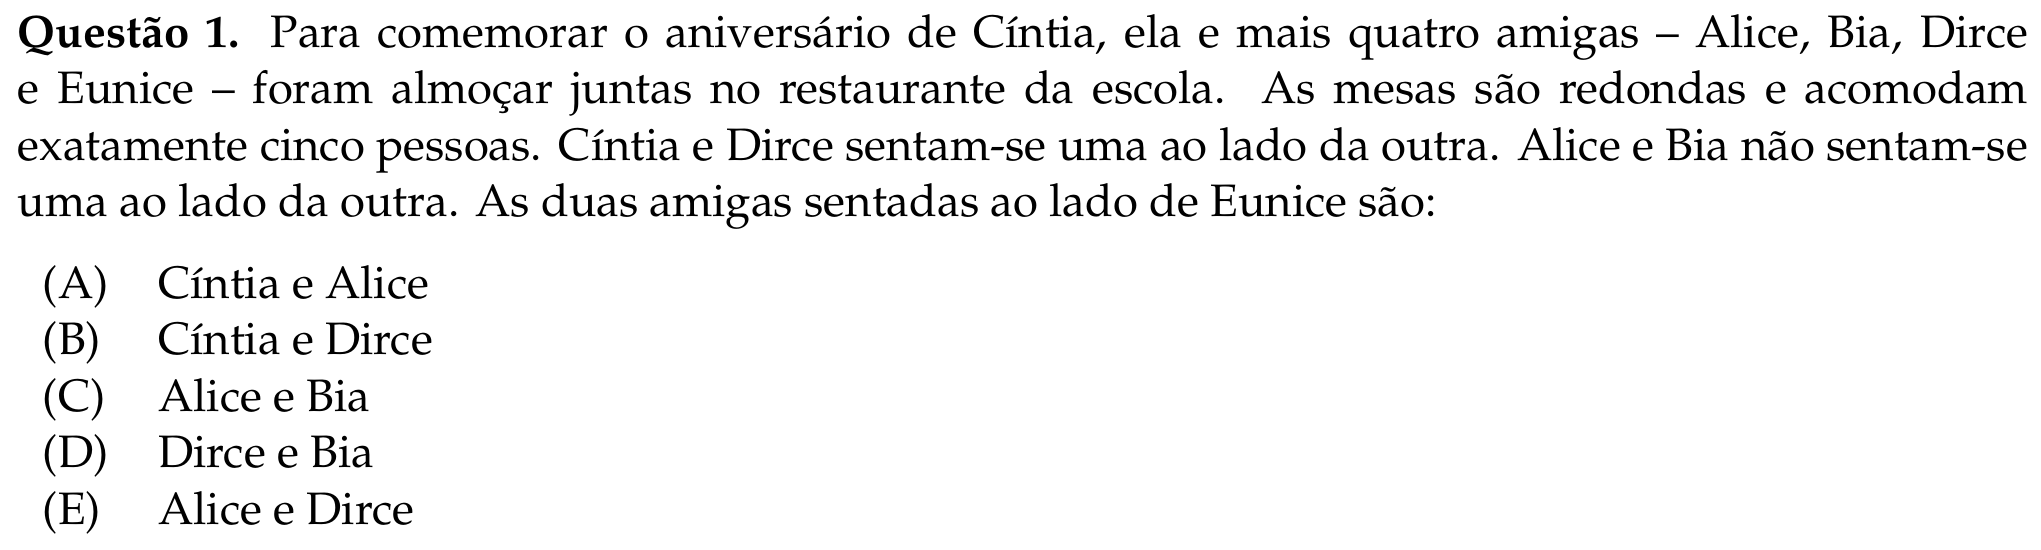 Questão 1. Para comemorar o aniversário de Cíntia, ela e mais quatro amigas – Alice, Bia, Dirce
e Eunice – foram almoçar juntas no restaurante da escola. As mesas são redondas e acomodam
exatamente cinco pessoas. Cíntia e Dirce sentam-se uma ao lado da outra. Alice e Bia não sentam-se
uma ao lado da outra. As duas amigas sentadas ao lado de Eunice são:
(A) Cíntia e Alice
(B) Cíntia e Dirce
(C) Alice e Bia
(D) Dirce e Bia
(E) Alice e Dirce